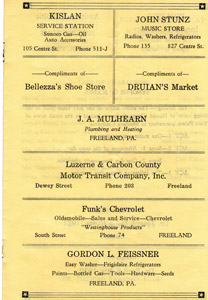 KISLAN
SERVICE STATION
Sunoco Gas—Oil
Auto Accessories
105 Centre St. Phone 511-J
JOHN STUNZ
MUSIC STORE
Radios, Washers, Refrigerators
Phone 135 827 Centre St.
—Compliments of—
Bellezza's Shoe Store
—Compliments of—
DRUIAN'S Market
J. A. MULHEARN
Plumbing and Heating
FREELAND, PA.
Luzerne & Carbon County
Motor Transit Company, Inc.
Dewey Street Phone 203 Freeland
Funk's Chevrolet
Oldsmobile—Sales and Service—Chevrolet
"Westinghouse Products"
South Street Phone 74 FREELAND
GORDON L. FEISSNER
Easy Washer—Frigidaire Refrigerators
Paints—Bottled Gas—Tools—Hardware—Seeds
FREELAND, PA.